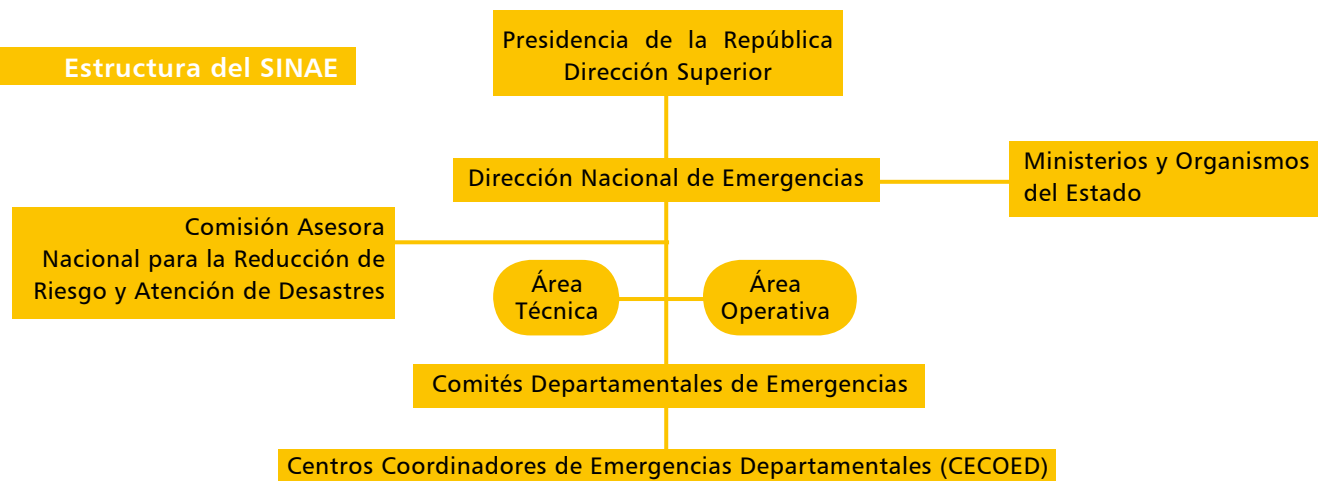 Estructura del SINAE
Presidencia de la República
Dirección Superior
Dirección Nacional de Emergencias
Ministerios y Organismos
del Estado
Comisión Asesora
Nacional para la Reducción de
Riesgo y Atención de Desastres
Área
Técnica
Área
Operativa
Comités Departamentales de Emergencias
Centros Coordinadores de Emergencias Departamentales (CECOED)